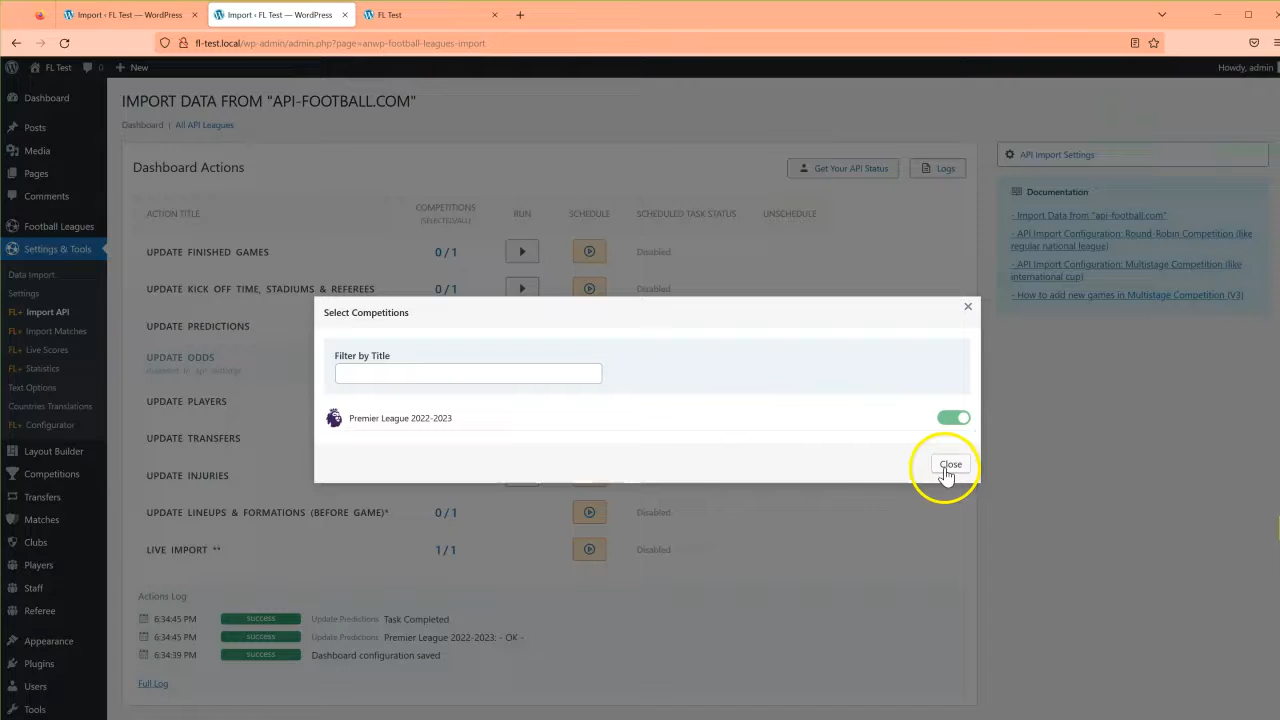 Import ‹ FL Test — WordPress
Import ‹ FL Test — WordPress
FL Test
fl-test.local/wp-admin/admin.php?page=anwp-football-leagues-import
FL Test
0
New
Howdy, admin
Dashboard
Posts
Media
Pages
Comments
Football Leagues
Settings & Tools
Data Import
Settings
FL+ Import API
FL+ Import Matches
FL+ Live Scores
FL+ Statistics
Text Options
Countries Translations
FL+ Configurator
Layout Builder
Competitions
Transfers
Matches
Clubs
Players
Staff
Referee
Appearance
Plugins
Users
Tools
IMPORT DATA FROM "API-FOOTBALL.COM"
Dashboard | All API Leagues
Dashboard Actions
Get Your API Status
Logs
ACTION TITLE COMPETITIONS (SELECTED/ALL) RUN SCHEDULE SCHEDULED TASK STATUS UNSCHEDULE
UPDATE FINISHED GAMES 0 / 1 Disabled
UPDATE KICK OFF TIME, STADIUMS & REFEREES 0 / 1 Disabled
UPDATE PREDICTIONS
UPDATE ODDS
disabled in api settings
UPDATE PLAYERS
UPDATE TRANSFERS
UPDATE INJURIES
UPDATE LINEUPS & FORMATIONS (BEFORE GAME)* 0 / 1 Disabled
LIVE IMPORT ** 1 / 1 Disabled
Select Competitions
Filter by Title
Premier League 2022-2023
Close
Actions Log
6:34:45 PM success Update Predictions Task Completed
6:34:45 PM success Update Predictions Premier League 2022-2023: - OK -
6:34:39 PM success Dashboard configuration saved
Full Log
API Import Settings
Documentation
- Import Data from "api-football.com"
- API Import Configuration: Round-Robin Competition (like
regular national league)
- API Import Configuration: Multistage Competition (like
international cup)
- How to add new games in Multistage Competition (V3)